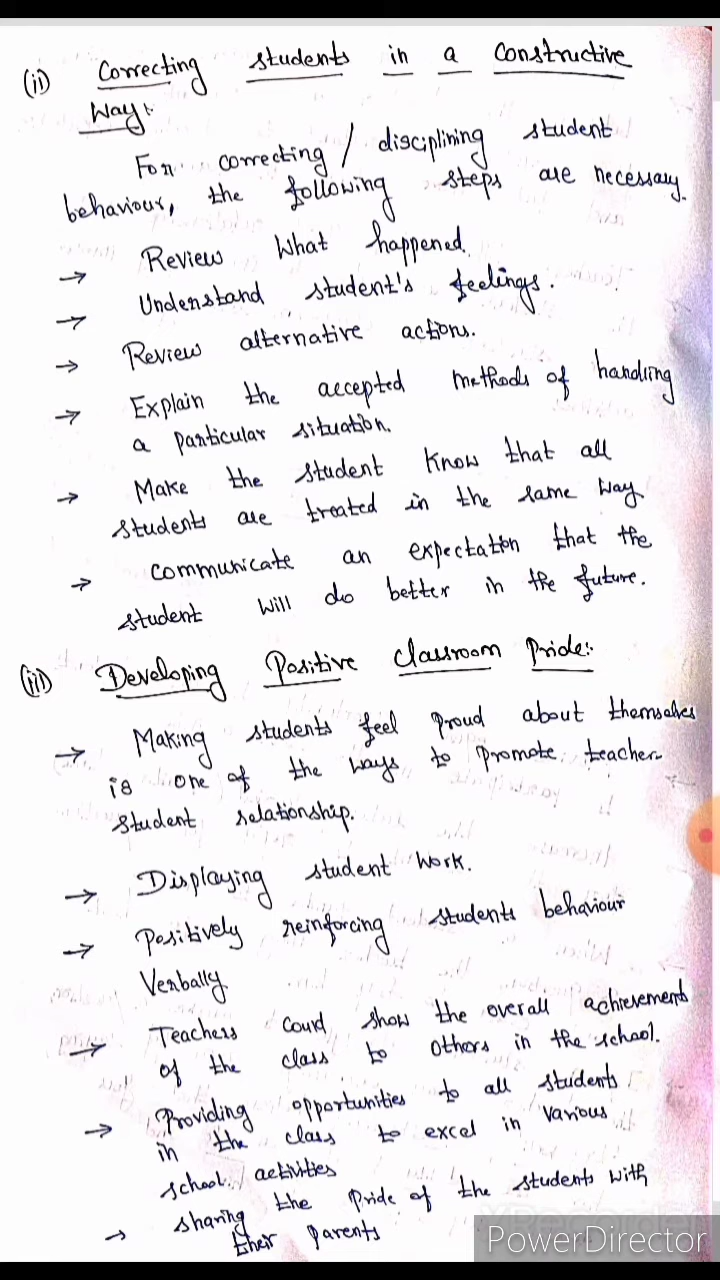 (ii) Correcting students in a constructive
way:
For correcting / disciplining student
behaviour, the following steps are necessary.
→ Review what happened.
→ Understand student's feelings.
→ Review alternative actions.
→ Explain the accepted methods of handling
a particular situation.
→ Make the student know that all
students are treated in the same way
→ communicate an expectation that the
student will do better in the future.
(iii) Developing Positive classroom Pride:-
→ Making students feel proud about themselves
is one of the ways to promote teacher-
student relationship.
→ Displaying student work.
→ Positively reinforcing students behaviour
verbally
→ Teachers could show the overall achievements
of the class to others in the school.
→ Providing opportunities to all students
in the class to excel in various
school activities
→ sharing the pride of the students with
their parents
PowerDirector